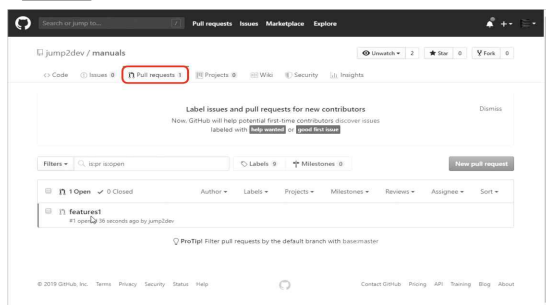 Search or jump to... / Pull requests Issues Marketplace Explore
jump2dev / manuals Unwatch 2 Star 0 Fork 0
Code Issues 0 Pull requests 1 Projects 0 Wiki Security Insights
Label issues and pull requests for new contributors Dismiss
Now, GitHub will help potential first-time contributors discover issues
labeled with help wanted or good first issue
Filters is:pr is:open Labels 9 Milestones 0 New pull request
1 Open 0 Closed Author Labels Projects Milestones Reviews Assignee Sort
features1
#1 opened 36 seconds ago by jump2dev
ProTip! Filter pull requests by the default branch with base:master
© 2019 GitHub, Inc. Terms Privacy Security Status Help Contact GitHub Pricing API Training Blog About